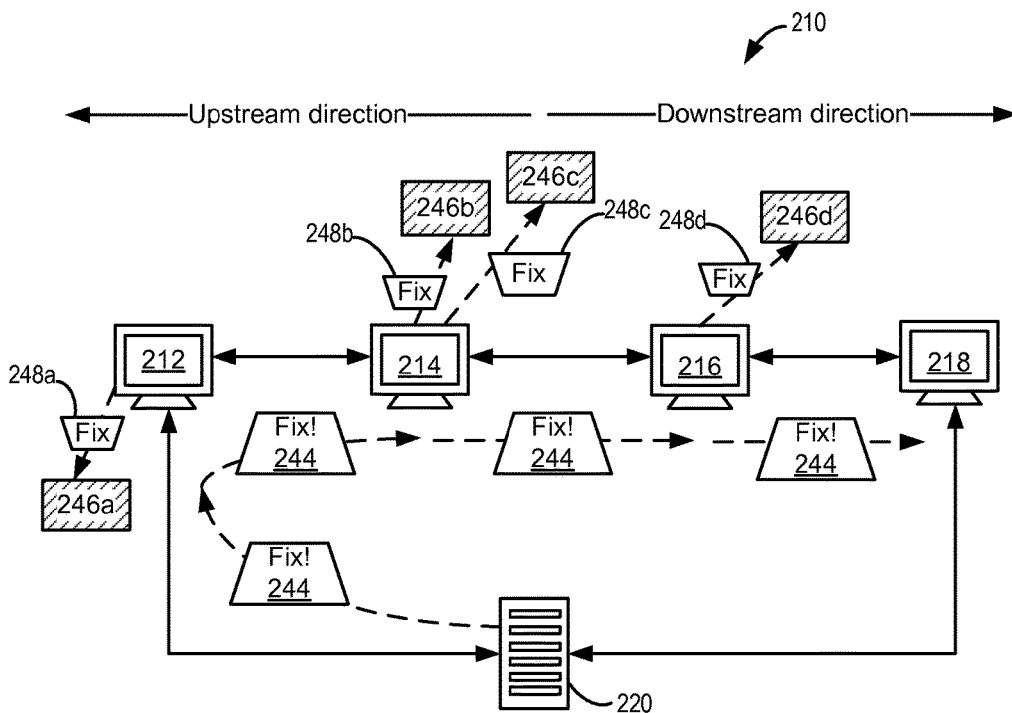 210
Upstream direction
Downstream direction
246c
246b
246d
248b
248c
248d
Fix
Fix
Fix
212
214
216
218
248a
Fix
246a
Fix!
244
Fix!
244
Fix!
244
Fix!
244
220